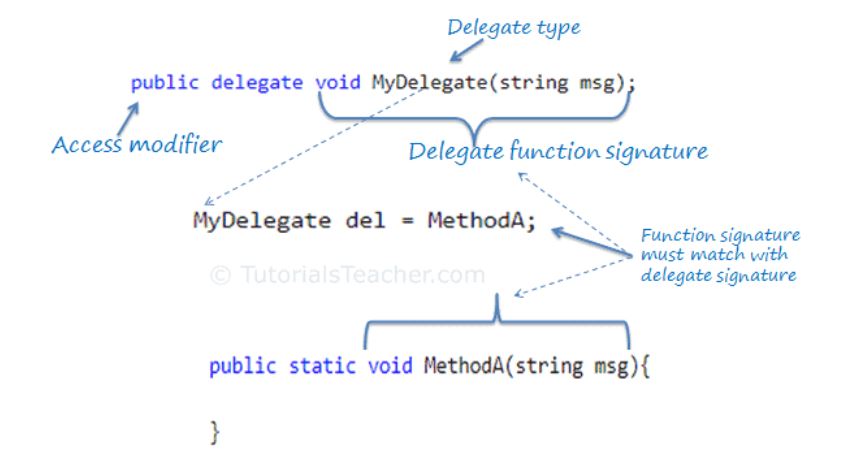 Delegate type
public delegate void MyDelegate(string msg);
Access modifier
Delegate function signature
MyDelegate del = MethodA;
Function signature
must match with
delegate signature
© TutorialsTeacher.com
public static void MethodA(string msg){
}